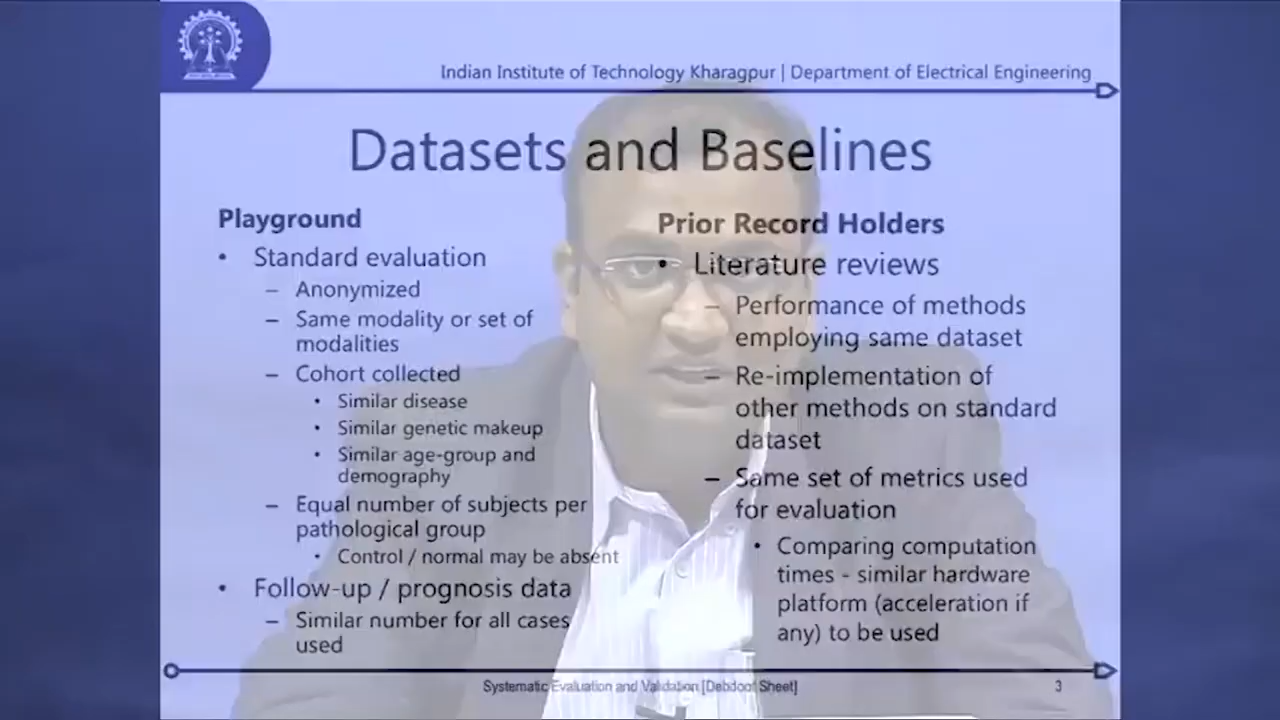 Indian Institute of Technology Kharagpur | Department of Electrical Engineering
Datasets and Baselines
Playground
• Standard evaluation
– Anonymized
– Same modality or set of
modalities
– Cohort collected
• Similar disease
• Similar genetic makeup
• Similar age-group and
demography
– Equal number of subjects per
pathological group
• Control / normal may be absent
• Follow-up / prognosis data
– Similar number for all cases
used
Prior Record Holders
• Literature reviews
– Performance of methods
employing same dataset
– Re-implementation of
other methods on standard
dataset
– Same set of metrics used
for evaluation
• Comparing computation
times - similar hardware
platform (acceleration if
any) to be used
Systematic Evaluation and Validation [Debdoot Sheet]
3